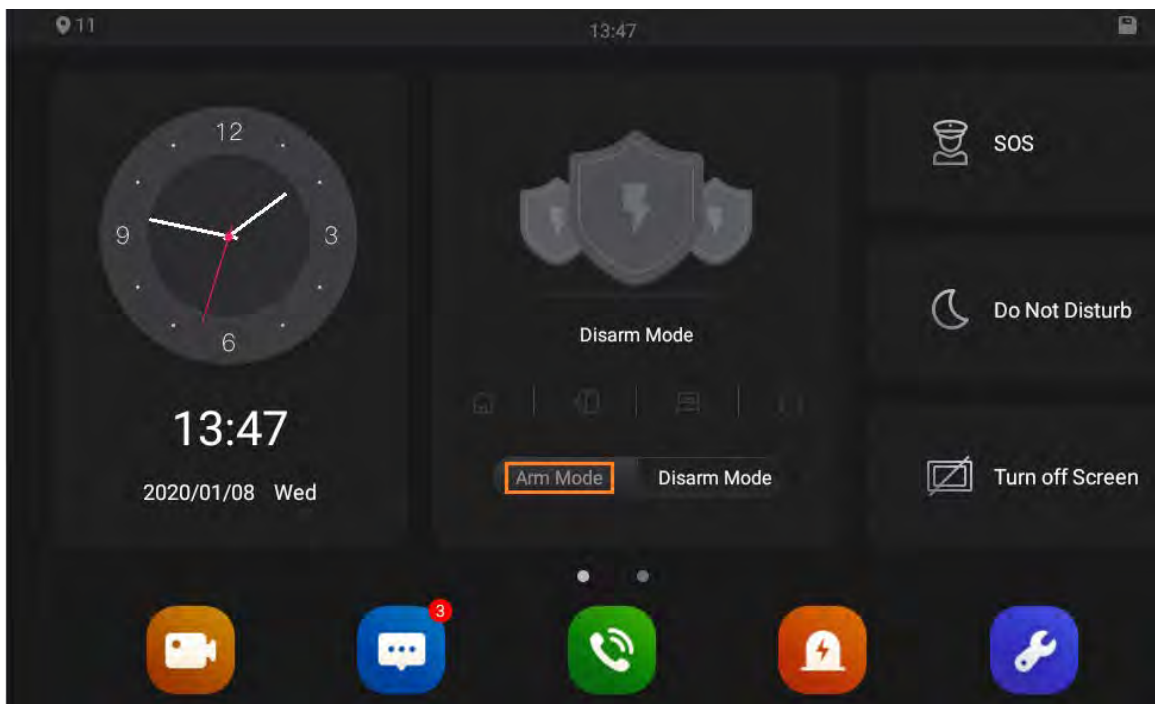 11
13:47
12
9
3
6
13:47
2020/01/08 Wed
Disarm Mode
Arm Mode
Disarm Mode
SOS
Do Not Disturb
Turn off Screen
3